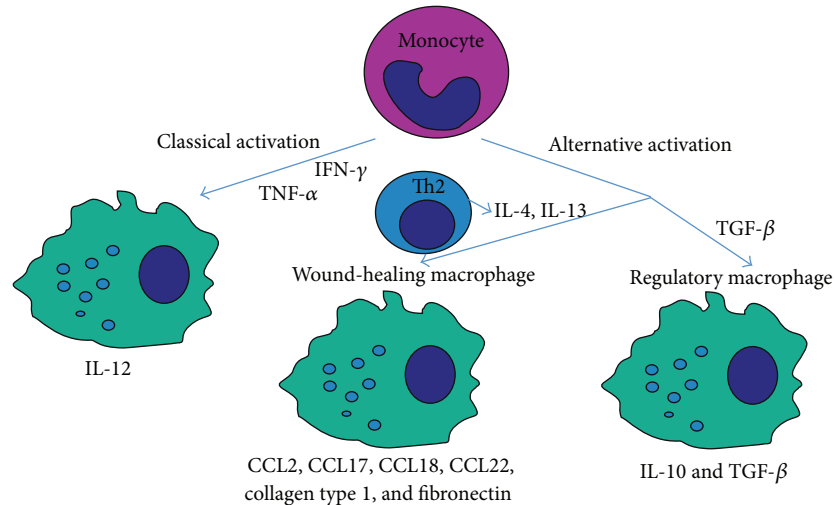 Monocyte
Classical activation
Alternative activation
IFN-γ
TNF-α
Th2
IL-4, IL-13
TGF-β
Wound-healing macrophage
Regulatory macrophage
IL-12
CCL2, CCL17, CCL18, CCL22,
collagen type 1, and fibronectin
IL-10 and TGF-β